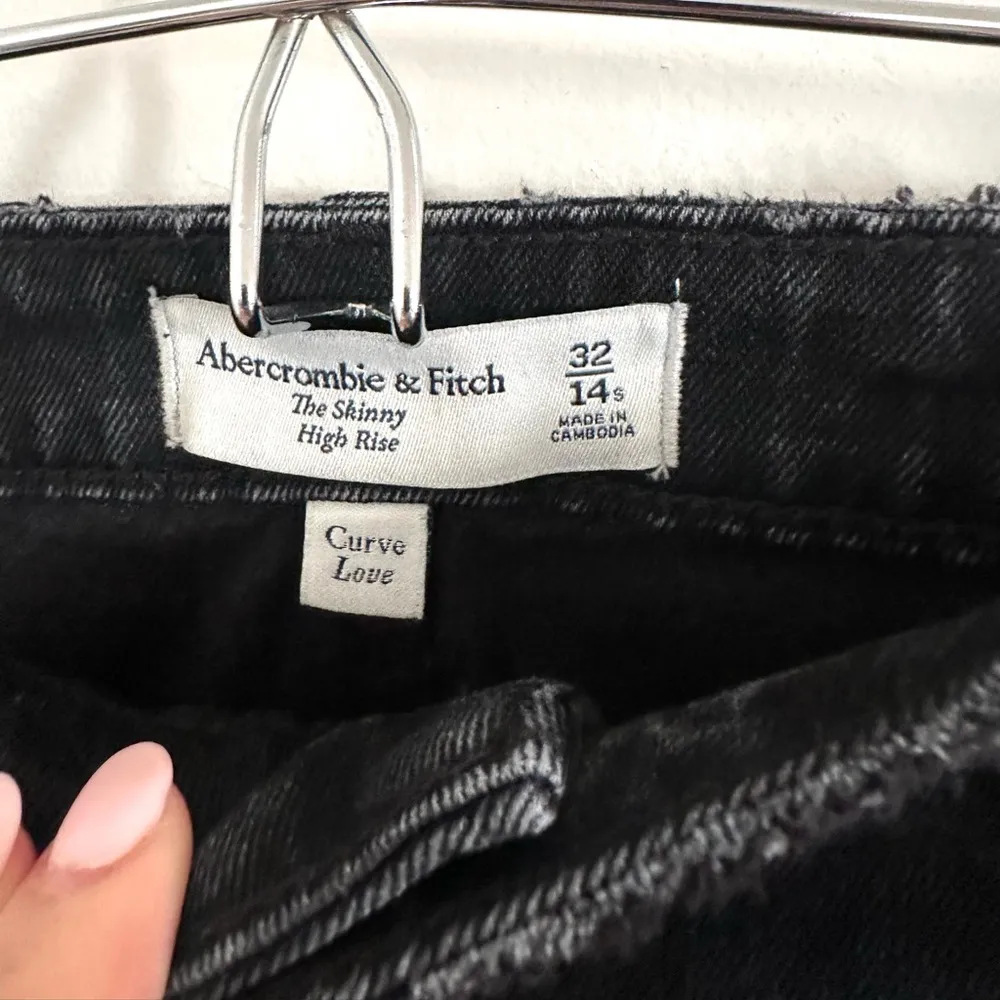 Abercrombie & Fitch
The Skinny
High Rise
32
14s
MADE IN
CAMBODIA
Curve
Love